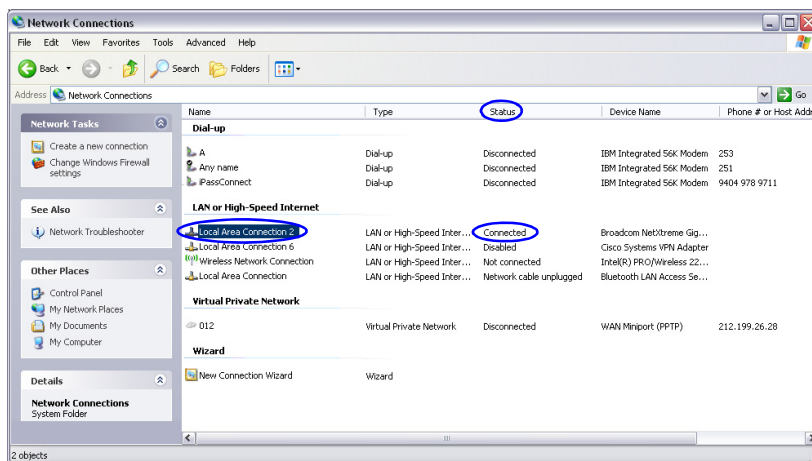 Network Connections
File Edit View Favorites Tools Advanced Help
Back Search Folders
Address Network Connections Go
Name Type Status Device Name Phone # or Host Addr
Network Tasks
Create a new connection
Change Windows Firewall
settings
See Also
Network Troubleshooter
Other Places
Control Panel
My Network Places
My Documents
My Computer
Details
Network Connections
System Folder
Dial-up
A Dial-up Disconnected IBM Integrated 56K Modem 253
Any name Dial-up Disconnected IBM Integrated 56K Modem 251
iPassConnect Dial-up Disconnected IBM Integrated 56K Modem 9404 978 9711
LAN or High-Speed Internet
Local Area Connection 2 LAN or High-Speed Inter... Connected Broadcom NetXtreme Gig...
Local Area Connection 6 LAN or High-Speed Inter... Disabled Cisco Systems VPN Adapter
Wireless Network Connection LAN or High-Speed Inter... Not connected Intel(R) PRO/Wireless 22...
Local Area Connection LAN or High-Speed Inter... Network cable unplugged Bluetooth LAN Access Se...
Virtual Private Network
012 Virtual Private Network Disconnected WAN Miniport (PPTP) 212.199.26.28
Wizard
New Connection Wizard Wizard
2 objects